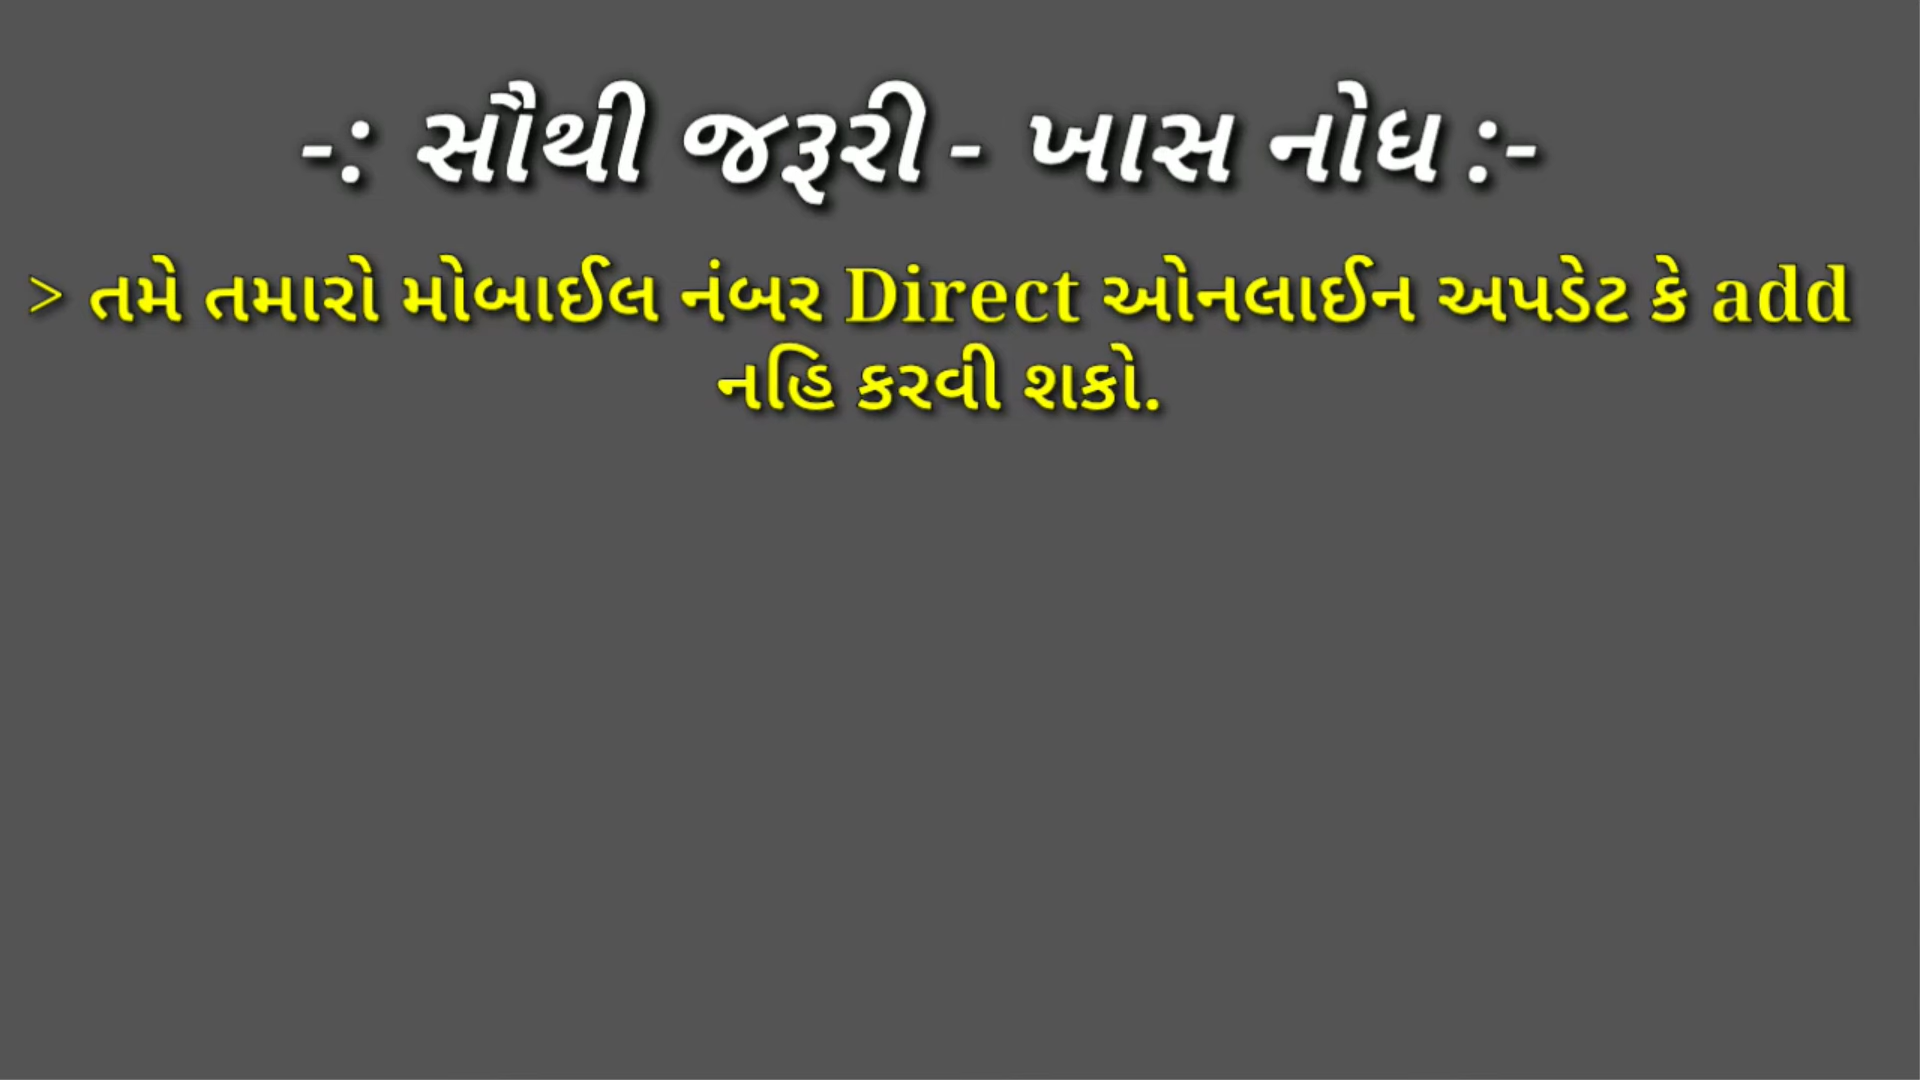 -: સૌથી જરૂરી - ખાસ નોધ :-
> તમે તમારો મોબાઈલ નંબર Direct ઓનલાઈન અપડેટ કે add
નહિ કરવી શકો.